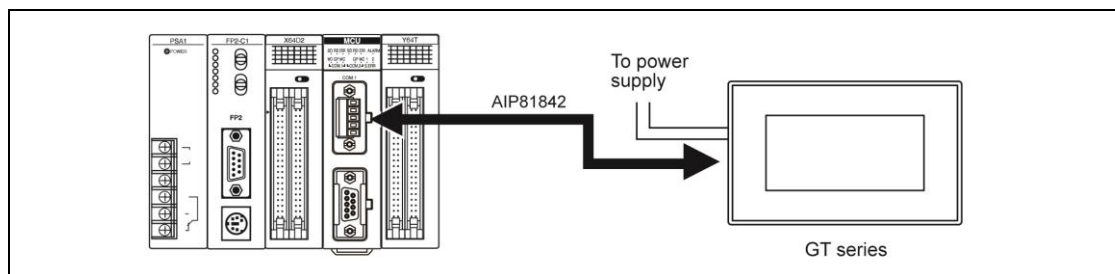 PSA1
POWER
FP2-C1
FP2
X64D2
MCU
COM 1
Y64T
AIP81842
To power
supply
GT series